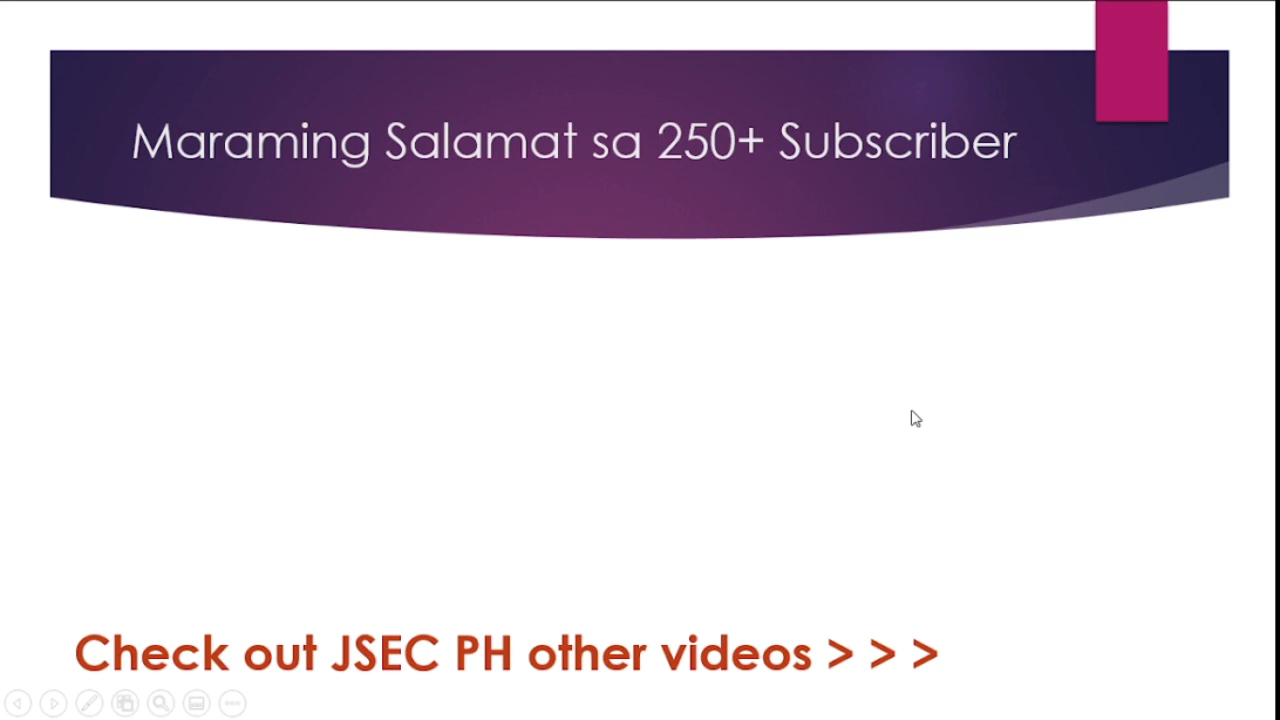 Maraming Salamat sa 250+ Subscriber
Check out JSEC PH other videos > > >